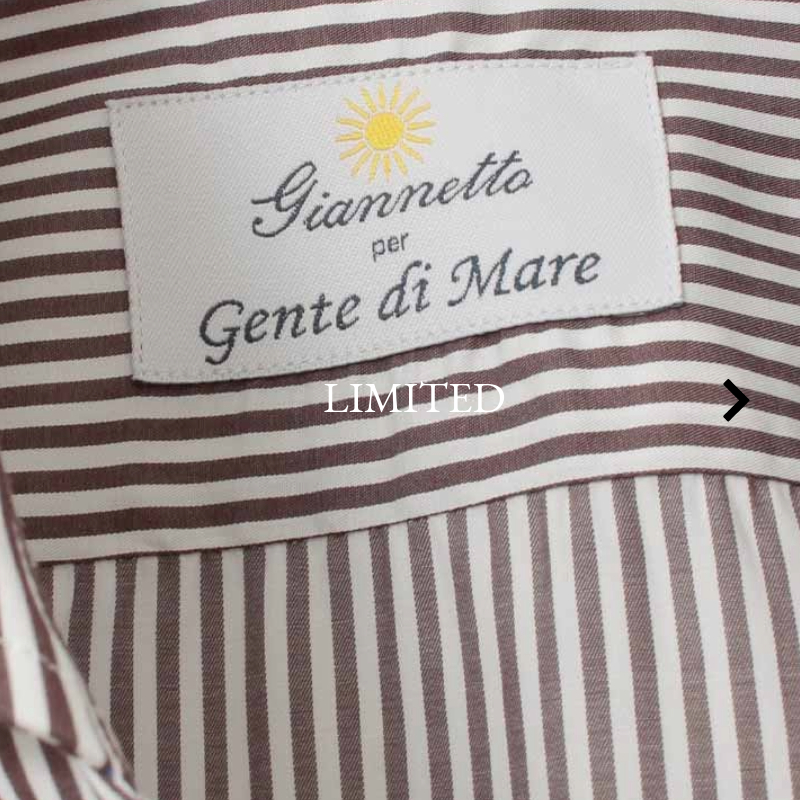 Giannetto
per
Gente di Mare
LIMITED